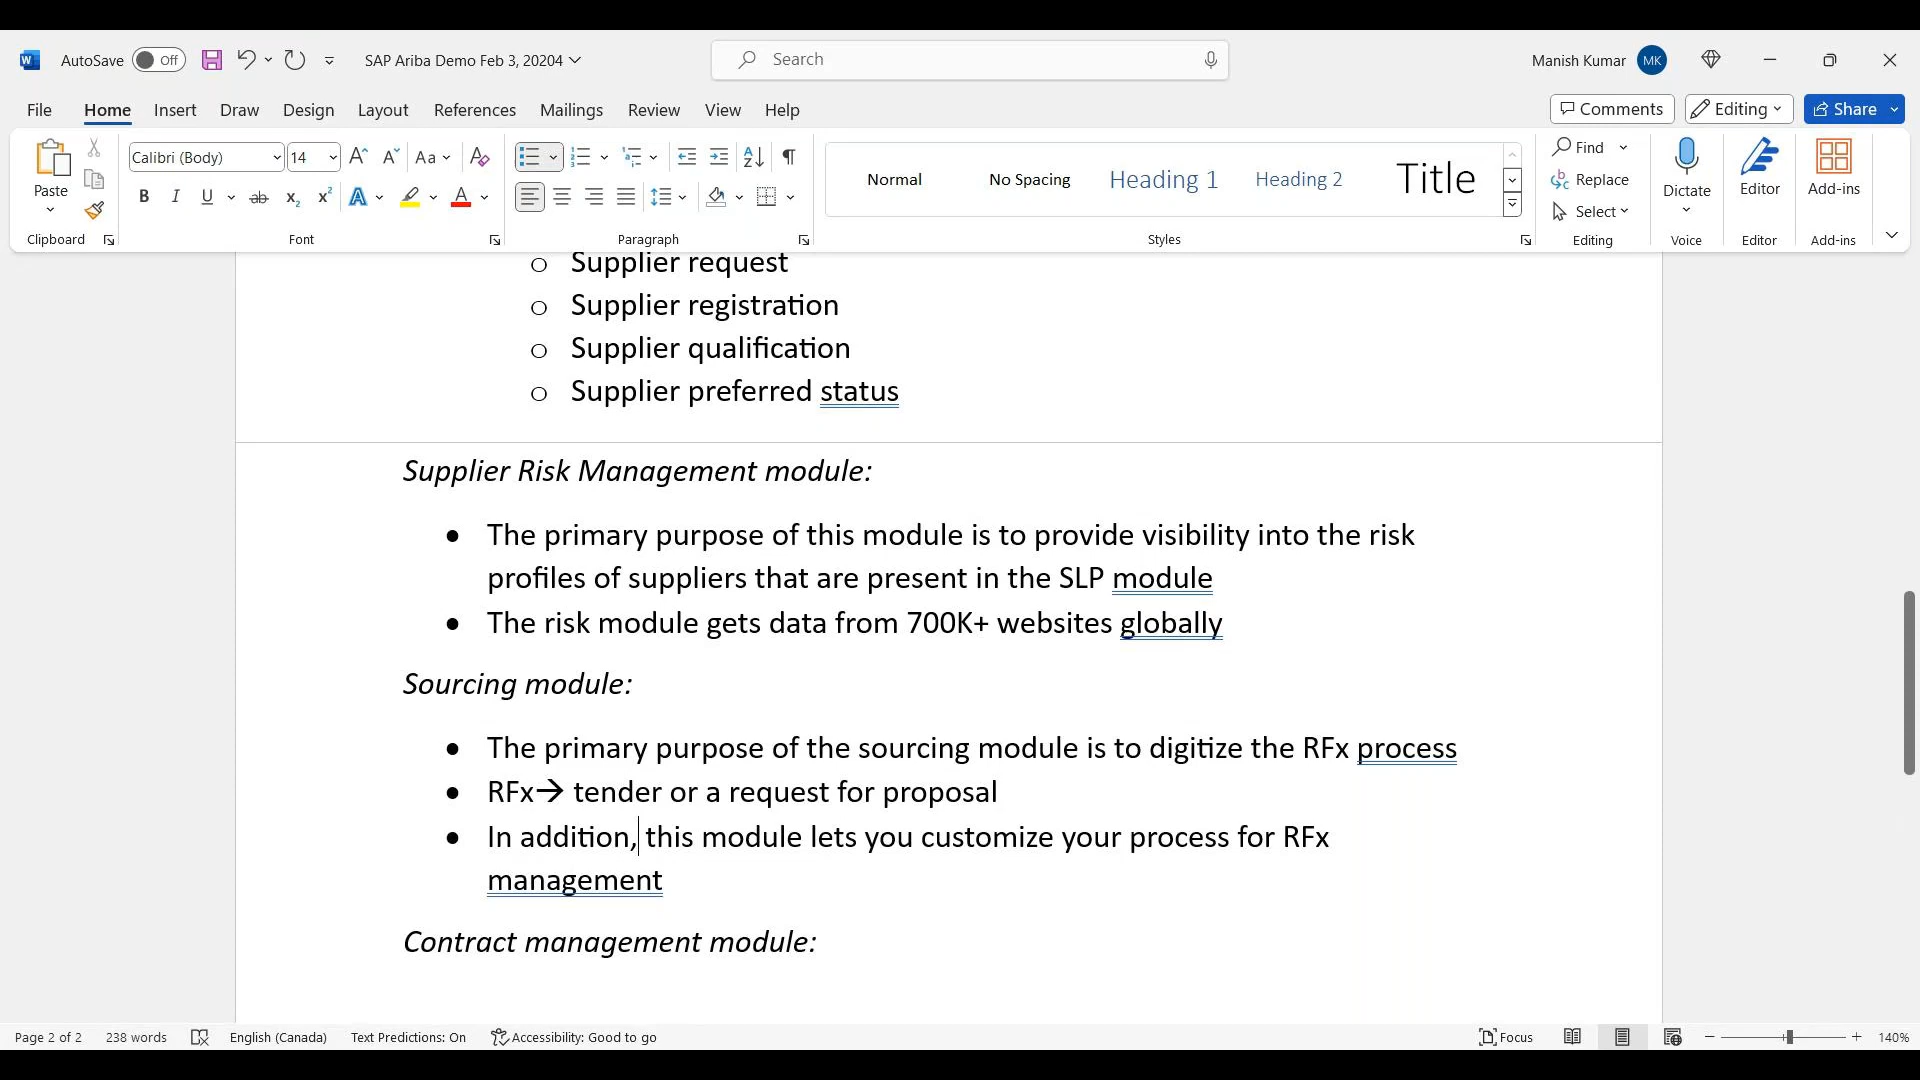 AutoSave Off SAP Ariba Demo Feb 3, 20204 Search Manish Kumar MK
File Home Insert Draw Design Layout References Mailings Review View Help Comments Editing Share
Paste Calibri (Body) 14 Aa Normal No Spacing Heading 1 Heading 2 Title Find Replace Select Dictate Editor Add-ins
Clipboard Font Paragraph Styles Editing Voice Editor Add-ins
o Supplier request
o Supplier registration
o Supplier qualification
o Supplier preferred status
Supplier Risk Management module:
• The primary purpose of this module is to provide visibility into the risk
profiles of suppliers that are present in the SLP module
• The risk module gets data from 700K+ websites globally
Sourcing module:
• The primary purpose of the sourcing module is to digitize the RFx process
• RFx→ tender or a request for proposal
• In addition, this module lets you customize your process for RFx
management
Contract management module:
Page 2 of 2 238 words English (Canada) Text Predictions: On Accessibility: Good to go Focus 140%